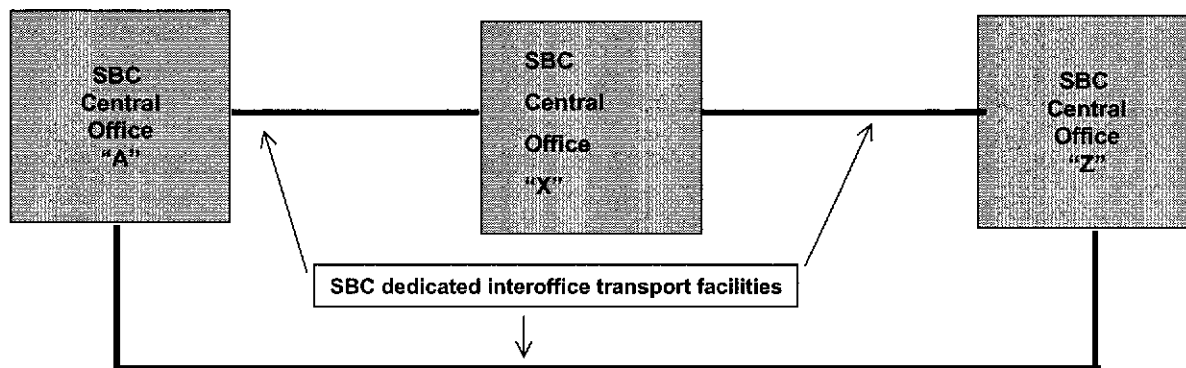 SBC
Central
Office
“A”
SBC
Central
Office
“X”
SBC
Central
Office
“Z”
SBC dedicated interoffice transport facilities